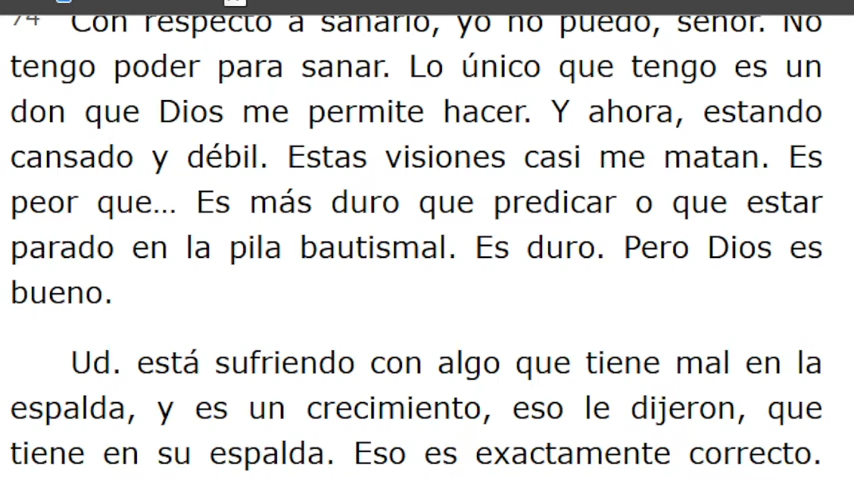 74 Con respecto a sanarlo, yo no puedo, señor. No
tengo poder para sanar. Lo único que tengo es un
don que Dios me permite hacer. Y ahora, estando
cansado y débil. Estas visiones casi me matan. Es
peor que... Es más duro que predicar o que estar
parado en la pila bautismal. Es duro. Pero Dios es
bueno.
Ud. está sufriendo con algo que tiene mal en la
espalda, y es un crecimiento, eso le dijeron, que
tiene en su espalda. Eso es exactamente correcto.